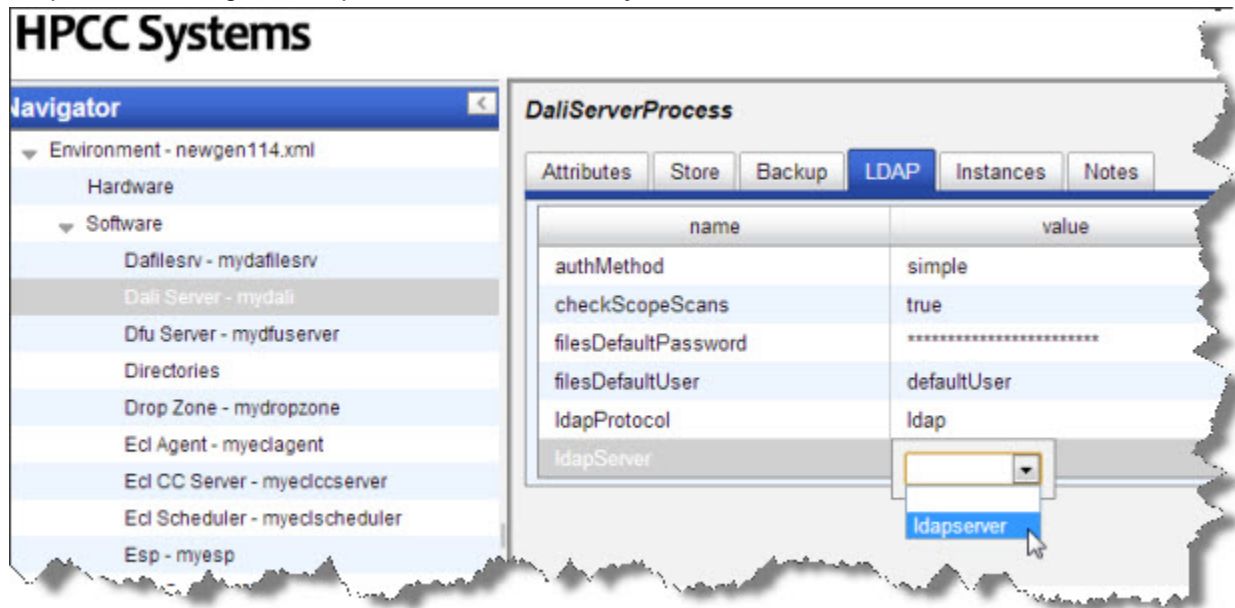 HPCC Systems
Navigator
Environment - newgen114.xml
Hardware
Software
Dafilesrv - mydafilesrv
Dali Server - mydali
Dfu Server - mydfuserver
Directories
Drop Zone - mydropzone
Ecl Agent - myeclagent
Ecl CC Server - myeclccserver
Ecl Scheduler - myeclscheduler
Esp - myesp
DaliServerProcess
Attributes Store Backup LDAP Instances Notes
name value
authMethod simple
checkScopeScans true
filesDefaultPassword ************************
filesDefaultUser defaultUser
ldapProtocol ldap
ldapServer
ldapserver